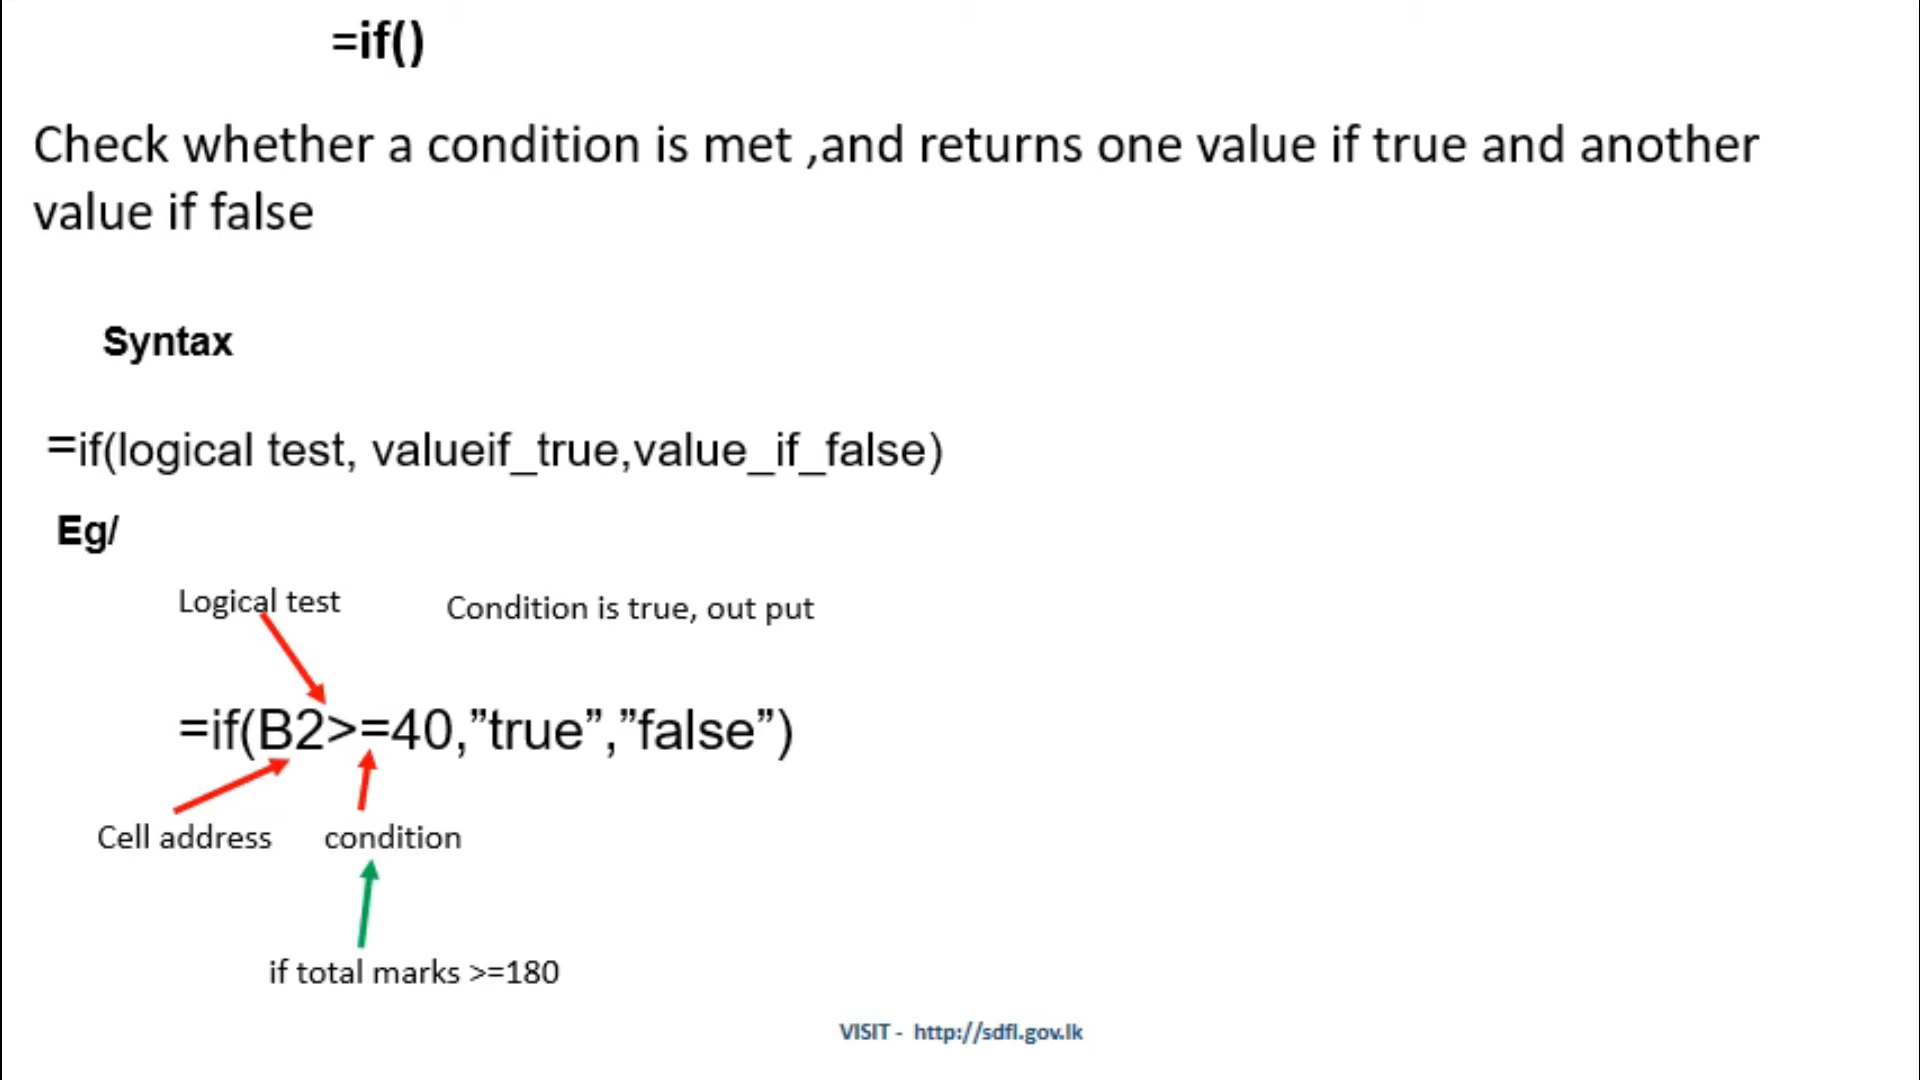 =if()
Check whether a condition is met ,and returns one value if true and another
value if false
Syntax
=if(logical test, valueif_true,value_if_false)
Eg/
Logical test
Condition is true, out put
=if(B2>=40,”true”,”false”)
Cell address
condition
if total marks >=180
VISIT - http://sdfl.gov.lk